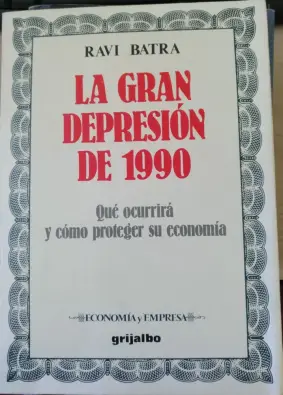 RAVI BATRA
LA GRAN
DEPRESIÓN
DE 1990
Qué ocurrirá
y cómo proteger su economía
ECONOMÍA y EMPRESA
grijalbo